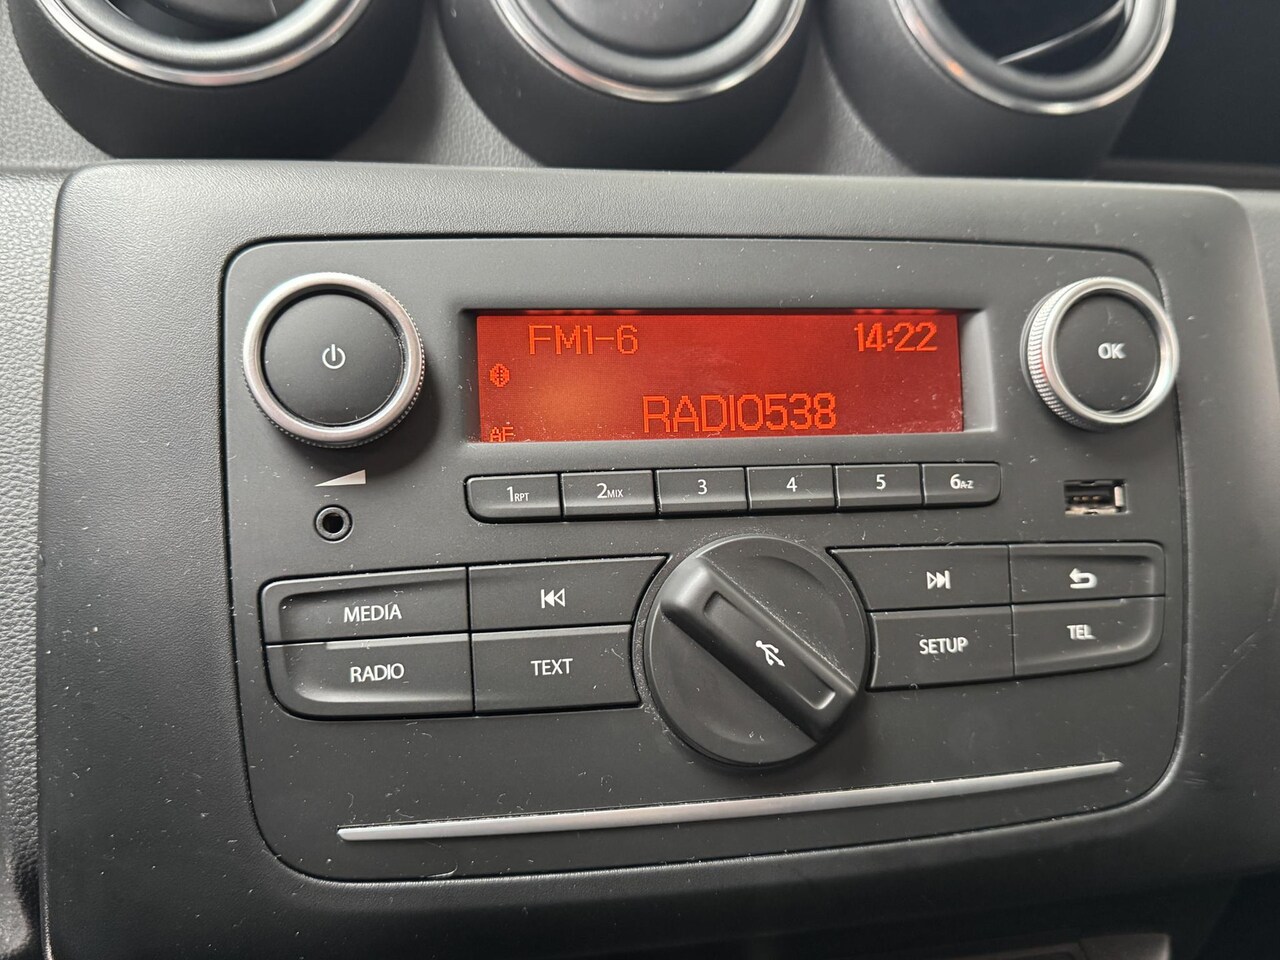 FM1-6 14:22
RADIO538
AF
OK
1RPT 2MIX 3 4 5 6A-Z
MEDIA
RADIO TEXT
SETUP TEL